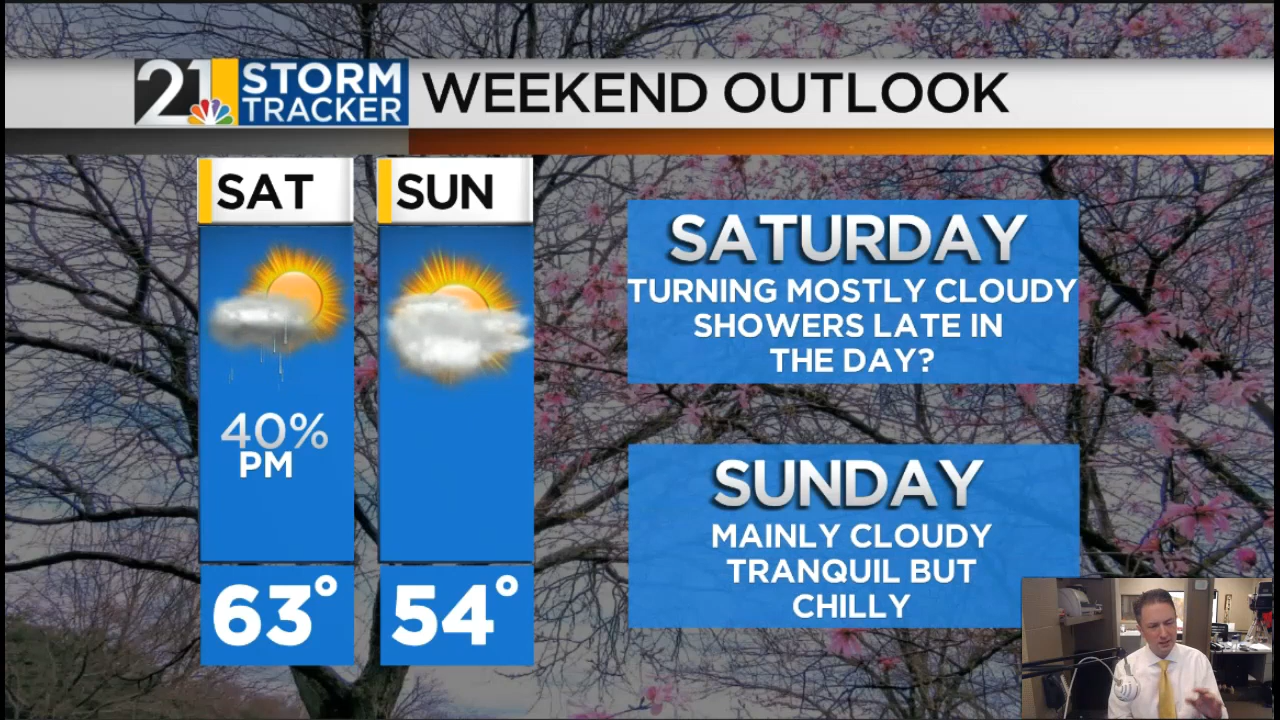 21 STORM TRACKER WEEKEND OUTLOOK
SAT
SUN
40%
PM
63°
54°
SATURDAY
TURNING MOSTLY CLOUDY
SHOWERS LATE IN
THE DAY?
SUNDAY
MAINLY CLOUDY
TRANQUIL BUT
CHILLY